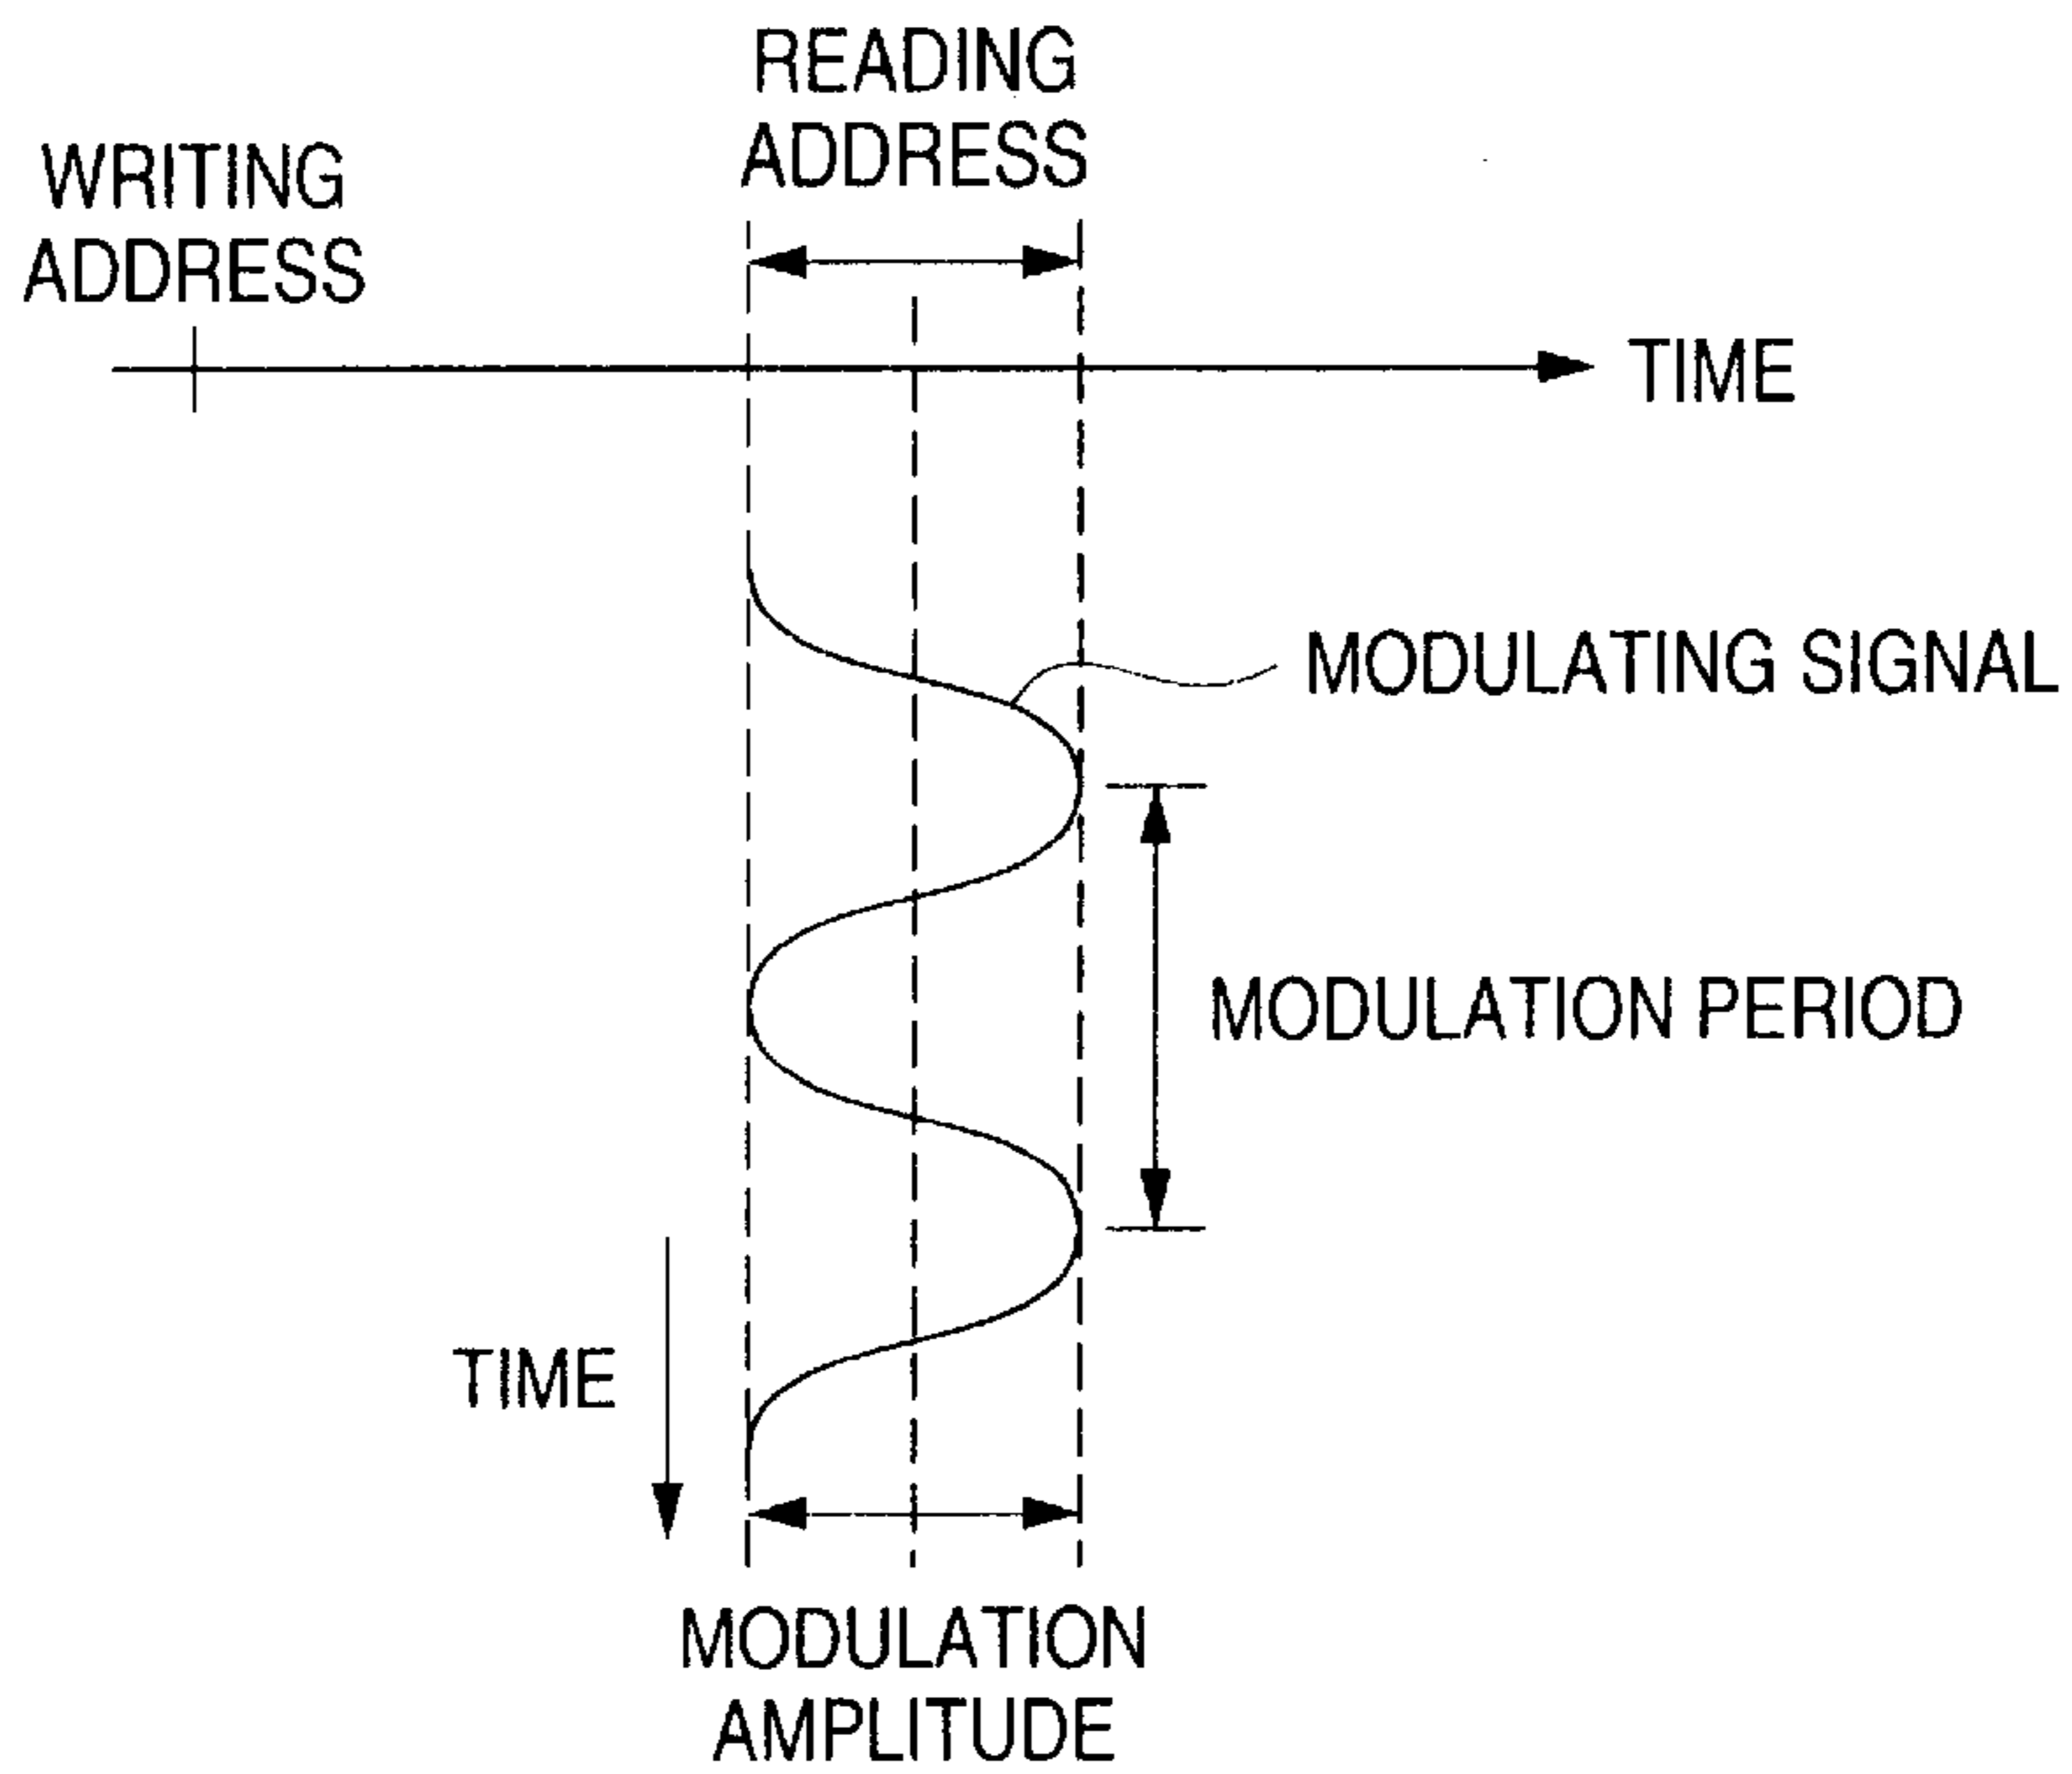 READING
ADDRESS
WRITING
ADDRESS
TIME
MODULATING SIGNAL
MODULATION PERIOD
TIME
MODULATION
AMPLITUDE